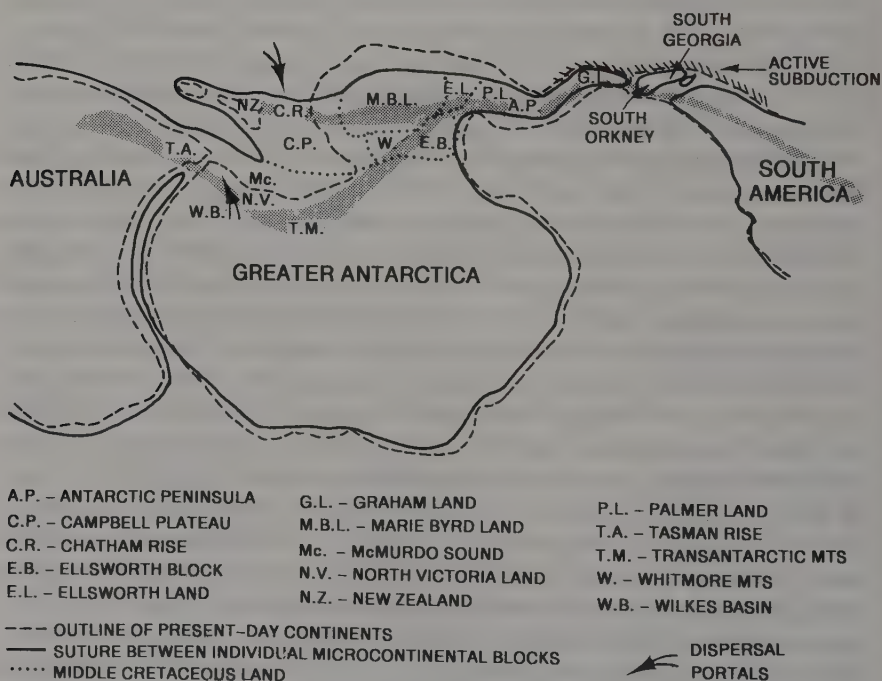 SOUTH
GEORGIA
ACTIVE
SUBDUCTION
SOUTH
ORKNEY
SOUTH
AMERICA
G.L.
E.L.
P.L.
A.P.
M.B.L.
N.Z.
C.R.
C.P.
W.
E.B.
T.A.
Mc.
N.V.
W.B.
T.M.
AUSTRALIA
GREATER ANTARCTICA
A.P. – ANTARCTIC PENINSULA
C.P. – CAMPBELL PLATEAU
C.R. – CHATHAM RISE
E.B. – ELLSWORTH BLOCK
E.L. – ELLSWORTH LAND
G.L. – GRAHAM LAND
M.B.L. – MARIE BYRD LAND
Mc. – McMURDO SOUND
N.V. – NORTH VICTORIA LAND
N.Z. – NEW ZEALAND
P.L. – PALMER LAND
T.A. – TASMAN RISE
T.M. – TRANSANTARCTIC MTS
W. – WHITMORE MTS
W.B. – WILKES BASIN
OUTLINE OF PRESENT-DAY CONTINENTS
SUTURE BETWEEN INDIVIDUAL MICROCONTINENTAL BLOCKS
MIDDLE CRETACEOUS LAND
DISPERSAL
PORTALS